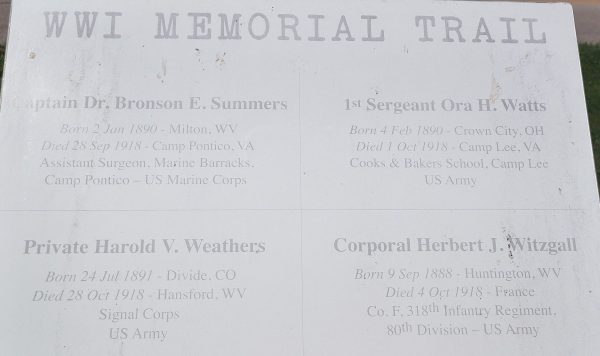 WWI MEMORIAL TRAIL
Captain Dr. Bronson E. Summers
Born 2 Jan 1890 - Milton, WV
Died 28 Sep 1918 - Camp Pontico, VA
Assistant Surgeon, Marine Barracks,
Camp Pontico – US Marine Corps
1st Sergeant Ora H. Watts
Born 4 Feb 1890 - Crown City, OH
Died 1 Oct 1918 - Camp Lee, VA
Cooks & Bakers School, Camp Lee
US Army
Private Harold V. Weathers
Born 24 Jul 1891 - Divide, CO
Died 28 Oct 1918 - Hansford, WV
Signal Corps
US Army
Corporal Herbert J. Witzgall
Born 9 Sep 1888 - Huntington, WV
Died 4 Oct 1918 - France
Co. F, 318th Infantry Regiment,
80th Division – US Army